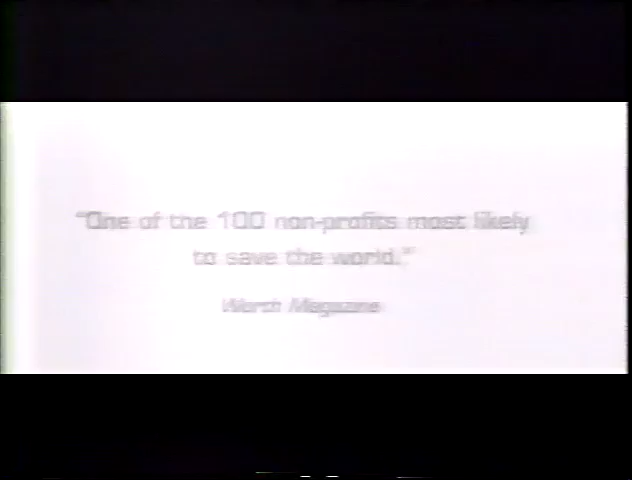 "One of the 100 non-profits most likely
to save the world."
Worth Magazine